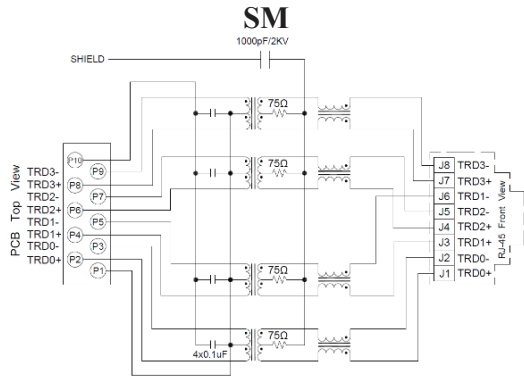 SM
1000pF/2KV
SHIELD
75Ω
75Ω
75Ω
75Ω
4x0.1uF
PCB Top View
P10
TRD3- P9
TRD3+ P8
TRD2- P7
TRD2+ P6
TRD1- P5
TRD1+ P4
TRD0- P3
TRD0+ P2
P1
J8 TRD3-
J7 TRD3+
J6 TRD1-
J5 TRD2-
J4 TRD2+
J3 TRD1+
J2 TRD0-
J1 TRD0+
RJ-45 Front View